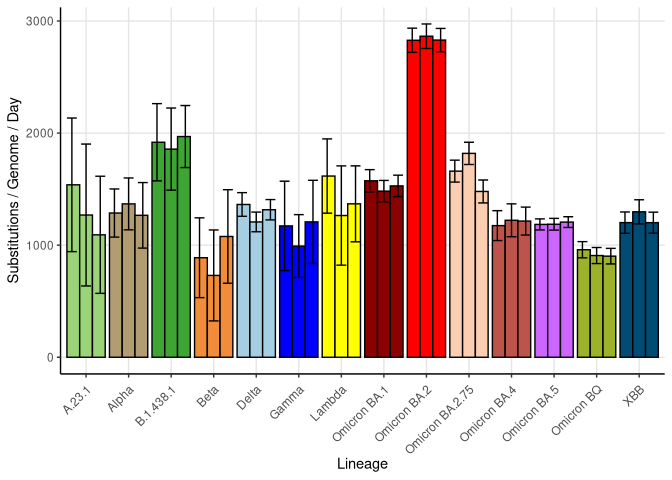 Substitutions / Genome / Day
3000
2000
1000
0
A.23.1
Alpha
B.1.438.1
Beta
Delta
Gamma
Lambda
Omicron BA.1
Omicron BA.2
Omicron BA.2.75
Omicron BA.4
Omicron BA.5
Omicron BQ
XBB
Lineage